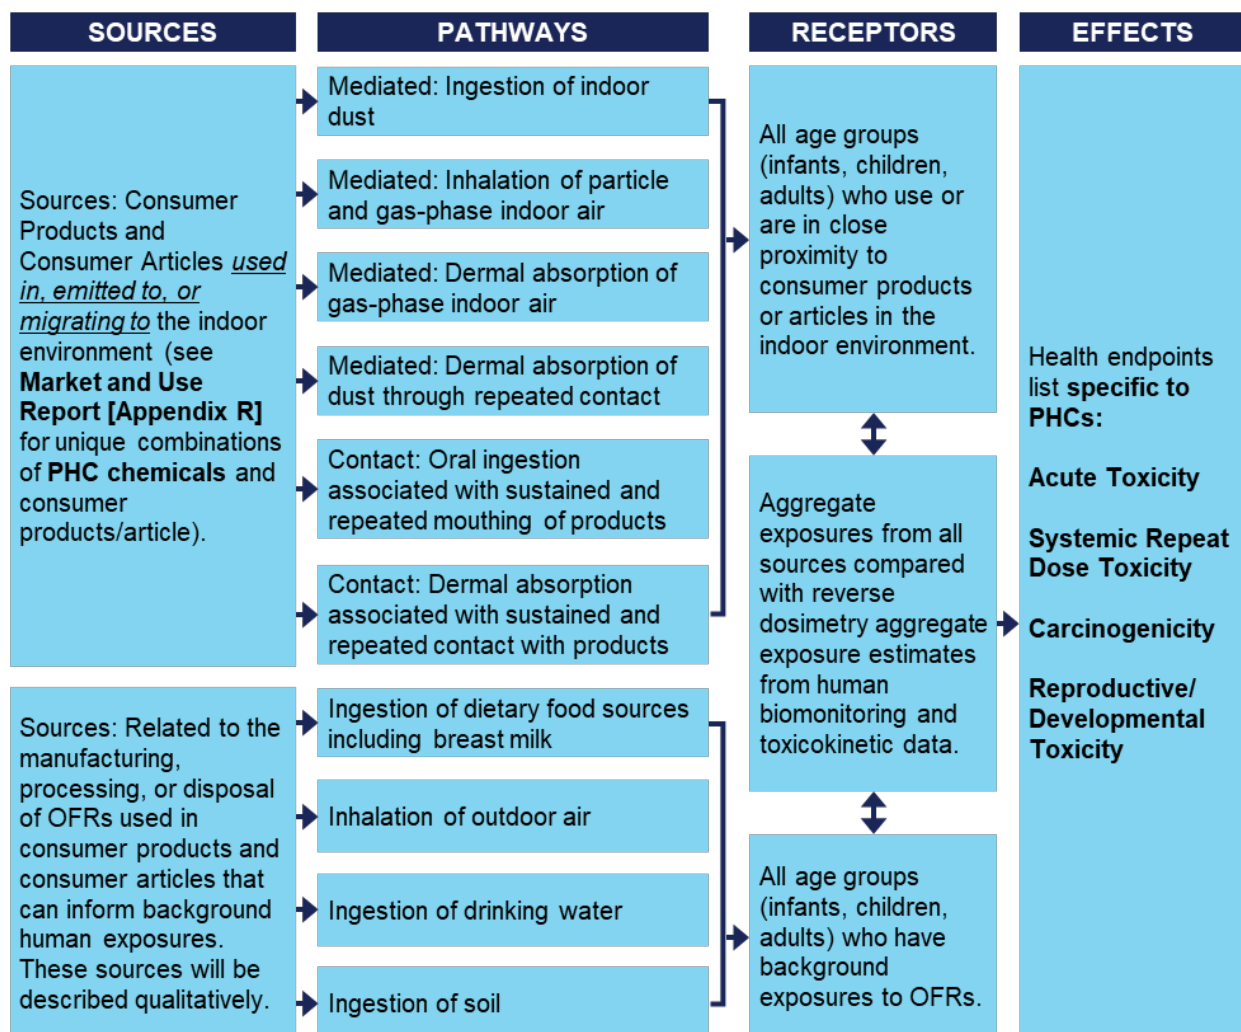 SOURCES
PATHWAYS
RECEPTORS
EFFECTS
Sources: Consumer
Products and
Consumer Articles used
in, emitted to, or
migrating to the indoor
environment (see
Market and Use
Report [Appendix R]
for unique combinations
of PHC chemicals and
consumer
products/article).
Sources: Related to the
manufacturing,
processing, or disposal
of OFRs used in
consumer products and
consumer articles that
can inform background
human exposures.
These sources will be
described qualitatively.
Mediated: Ingestion of indoor
dust
Mediated: Inhalation of particle
and gas-phase indoor air
Mediated: Dermal absorption of
gas-phase indoor air
Mediated: Dermal absorption of
dust through repeated contact
Contact: Oral ingestion
associated with sustained and
repeated mouthing of products
Contact: Dermal absorption
associated with sustained and
repeated contact with products
Ingestion of dietary food sources
including breast milk
Inhalation of outdoor air
Ingestion of drinking water
Ingestion of soil
All age groups
(infants, children,
adults) who use or
are in close
proximity to
consumer products
or articles in the
indoor environment.
Aggregate
exposures from all
sources compared
with reverse
dosimetry aggregate
exposure estimates
from human
biomonitoring and
toxicokinetic data.
All age groups
(infants, children,
adults) who have
background
exposures to OFRs.
Health endpoints
list specific to
PHCs:
Acute Toxicity
Systemic Repeat
Dose Toxicity
Carcinogenicity
Reproductive/
Developmental
Toxicity